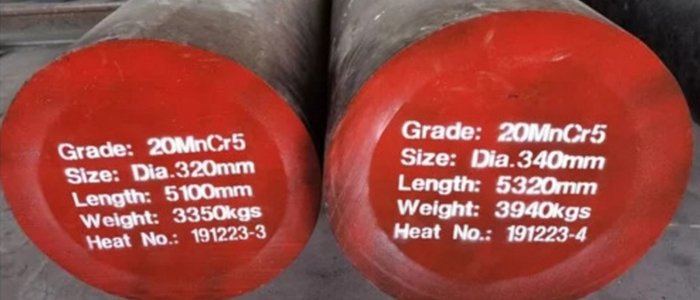 Grade: 20MnCr5
Size: Dia.320mm
Length: 5100mm
Weight: 3350kgs
Heat No.: 191223-3
Grade: 20MnCr5
Size: Dia.340mm
Length: 5320mm
Weight: 3940kgs
Heat No.: 191223-4